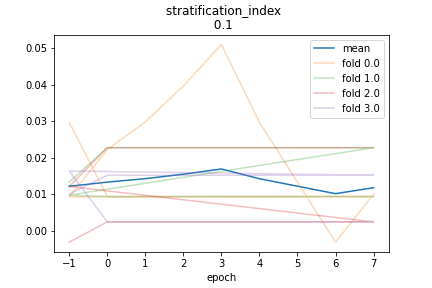 stratification_index
0.1
mean
fold 0.0
fold 1.0
fold 2.0
fold 3.0
0.05
0.04
0.03
0.02
0.01
0.00
−1 0 1 2 3 4 5 6 7
epoch